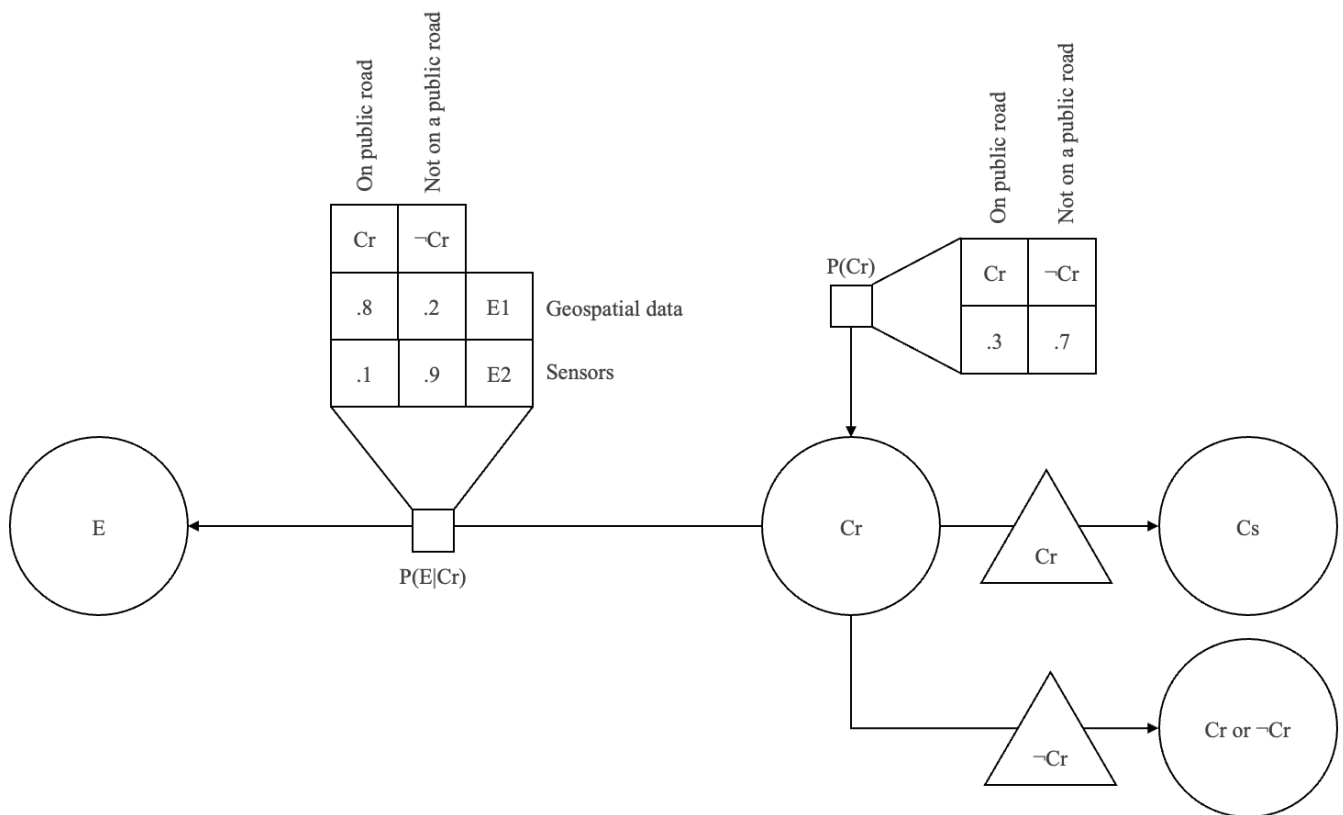 On public road
Not on a public road
Cr
¬Cr
.8
.2
E1
Geospatial data
.1
.9
E2
Sensors
P(E|Cr)
E
On public road
Not on a public road
P(Cr)
Cr
¬Cr
.3
.7
Cr
Cr
Cs
¬Cr
Cr or ¬Cr